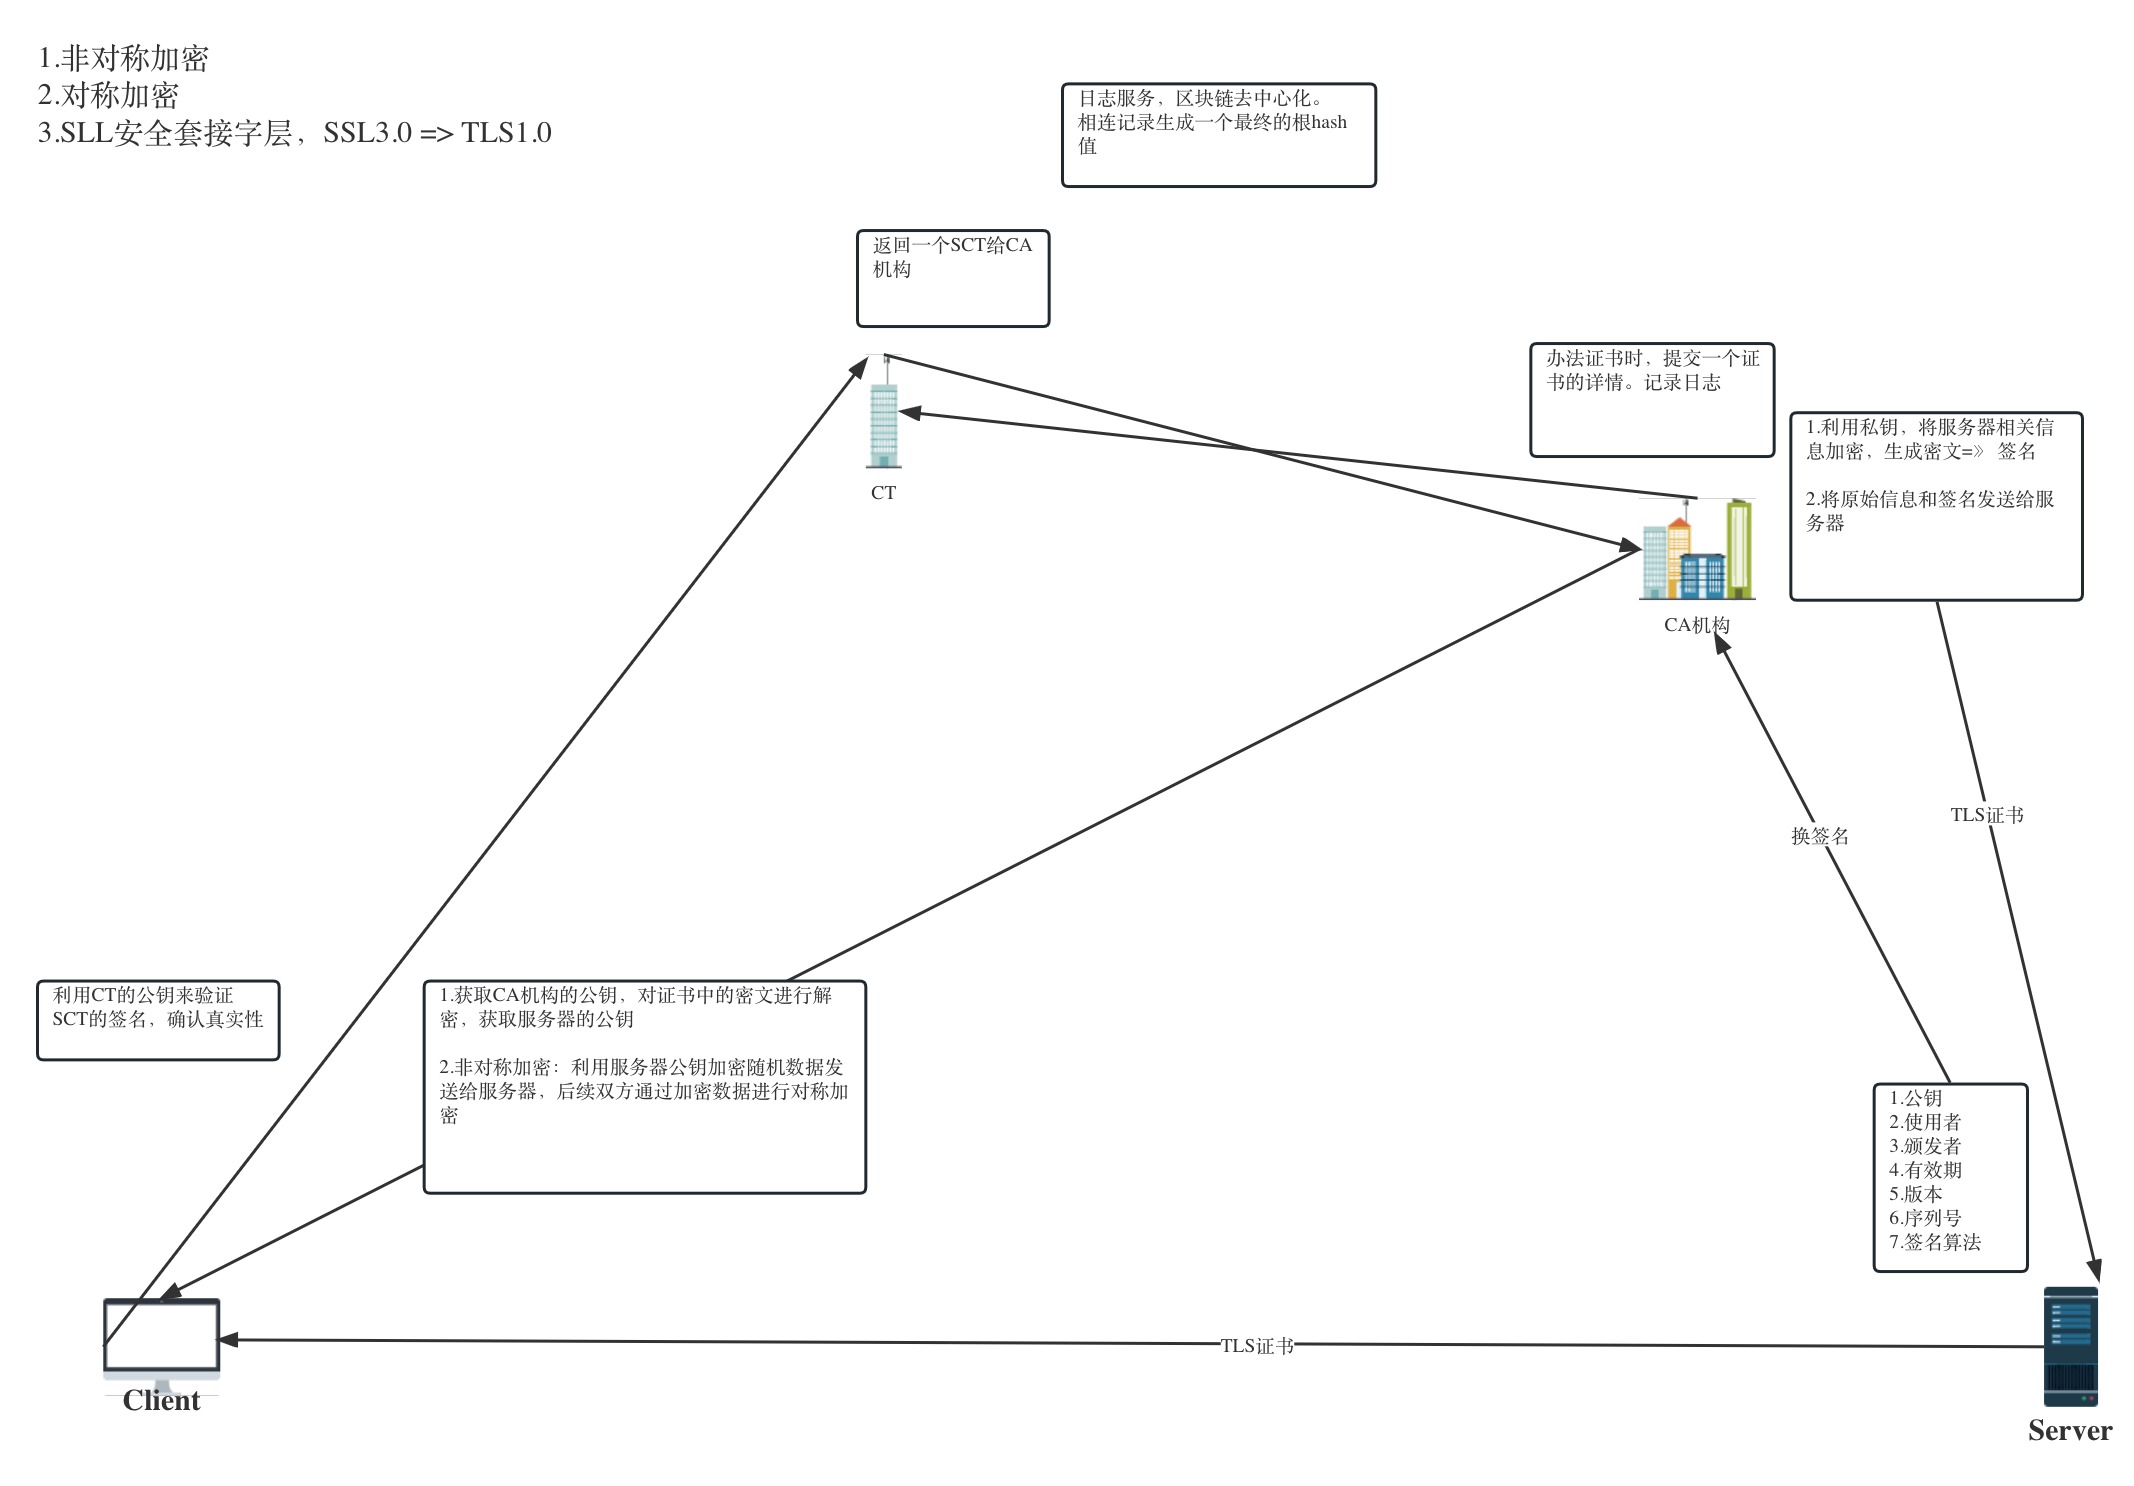 1.非对称加密
2.对称加密
3.SLL安全套接字层，SSL3.0 => TLS1.0
日志服务，区块链去中心化。
相连记录生成一个最终的根hash
值
返回一个SCT给CA
机构
CT
办法证书时，提交一个证
书的详情。记录日志
1.利用私钥，将服务器相关信
息加密，生成密文=》 签名
2.将原始信息和签名发送给服
务器
CA机构
TLS证书
换签名
利用CT的公钥来验证
SCT的签名，确认真实性
1.获取CA机构的公钥，对证书中的密文进行解
密，获取服务器的公钥
2.非对称加密：利用服务器公钥加密随机数据发
送给服务器，后续双方通过加密数据进行对称加
密
1.公钥
2.使用者
3.颁发者
4.有效期
5.版本
6.序列号
7.签名算法
TLS证书
Client
Server